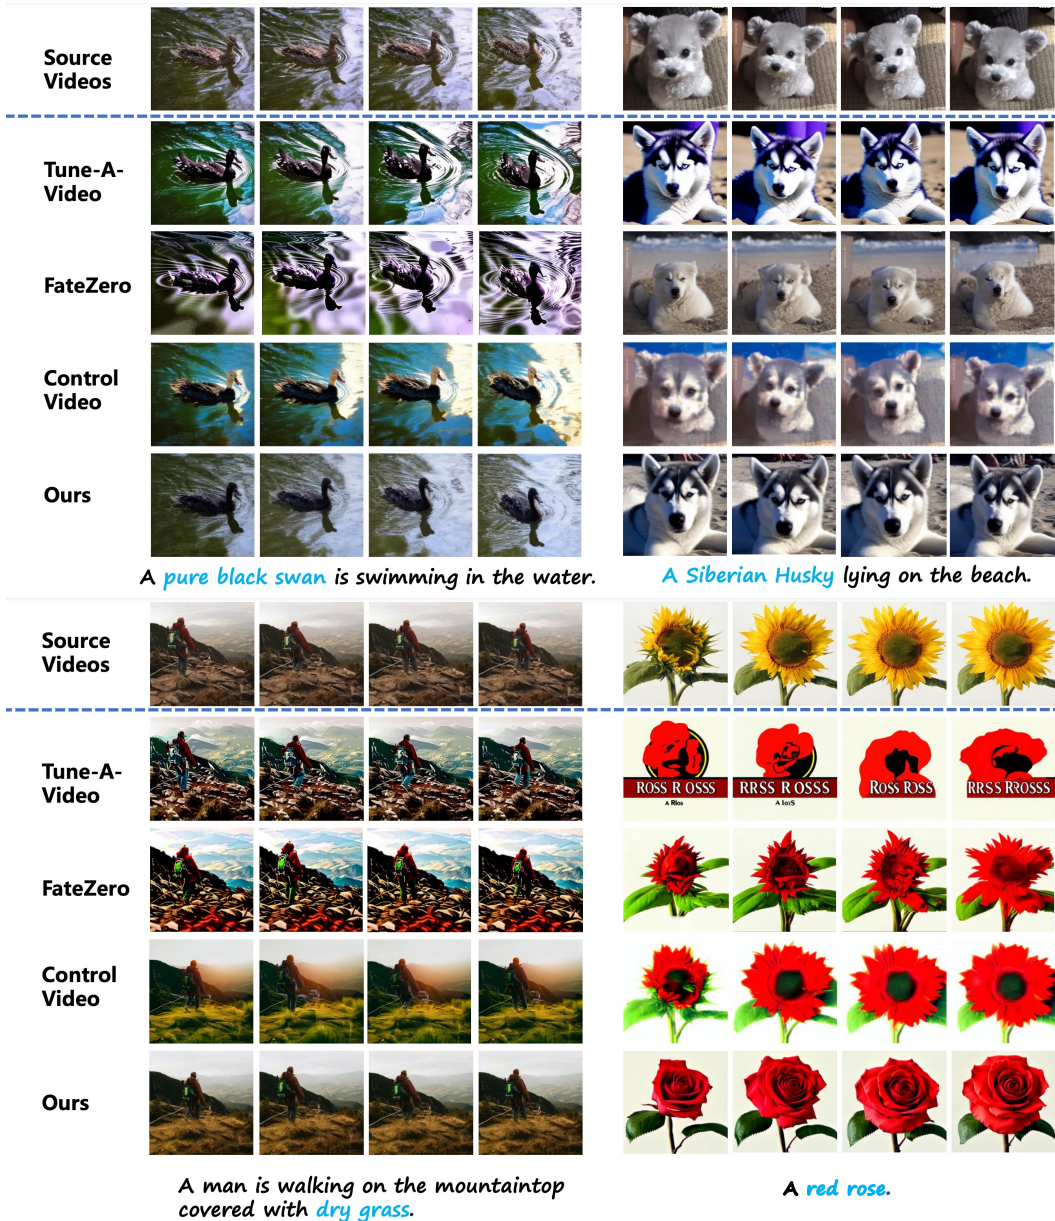 Source
Videos
Tune-A-
Video
FateZero
Control
Video
Ours
A pure black swan is swimming in the water.
A Siberian Husky lying on the beach.
Source
Videos
Tune-A-
Video
ROSS R OSSS
RRSS R OSSS
ROSS ROSS
RRSS RROSSS
FateZero
Control
Video
Ours
A man is walking on the mountaintop
covered with dry grass.
A red rose.